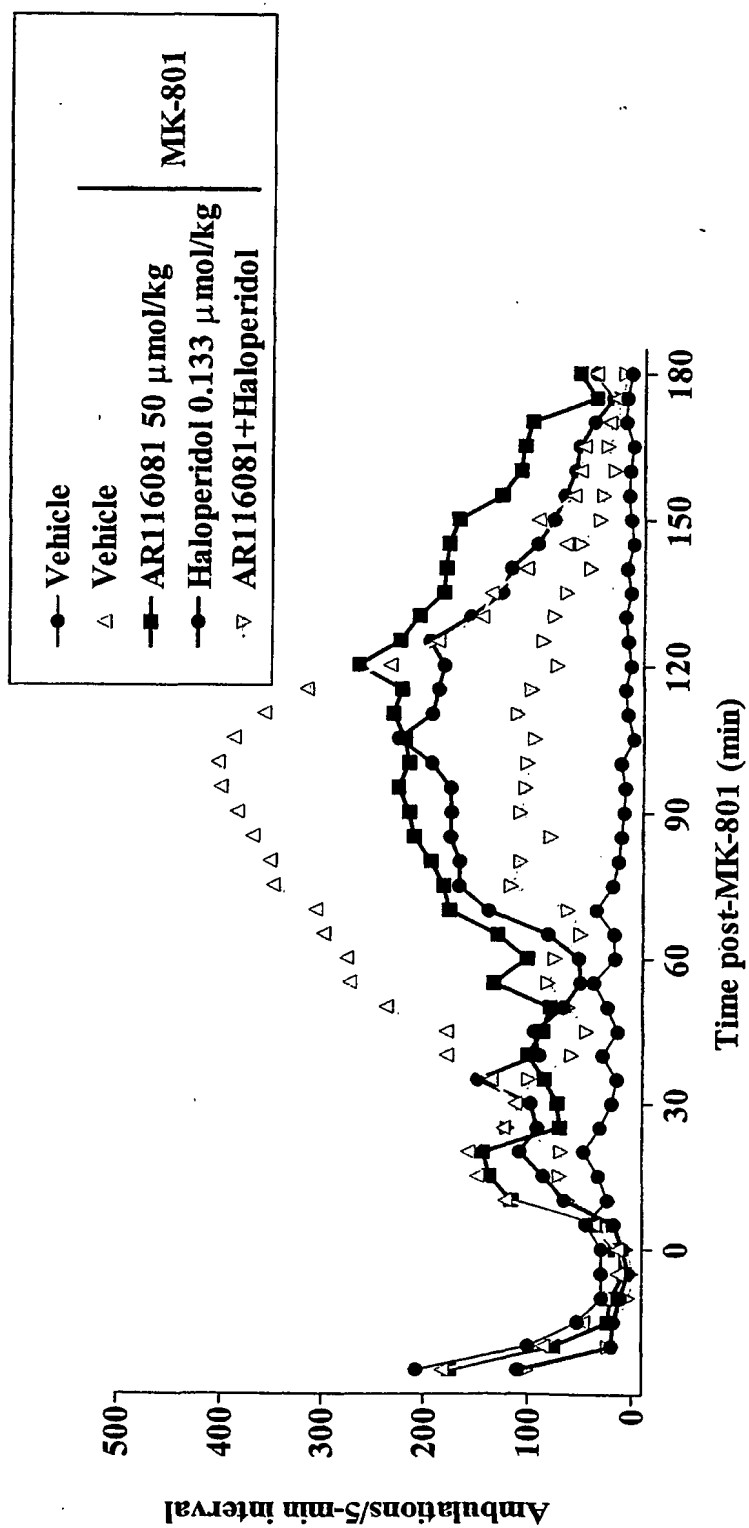 Vehicle
Vehicle
AR116081 50 μmol/kg
Haloperidol 0.133 μmol/kg
AR116081+Haloperidol
MK-801
Ambulations/5-min interval
500
400
300
200
100
0
0
30
60
90
120
150
180
Time post-MK-801 (min)